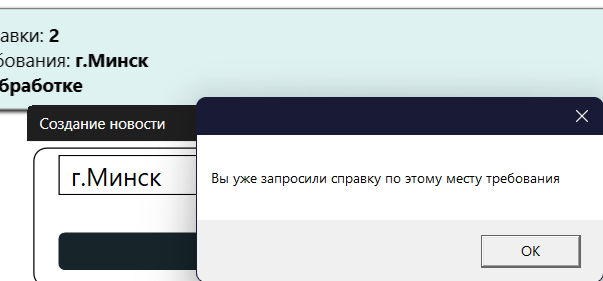 авки: 2
бования: г.Минск
бработке
Создание новости
г.Минск
Вы уже запросили справку по этому месту требования
OK